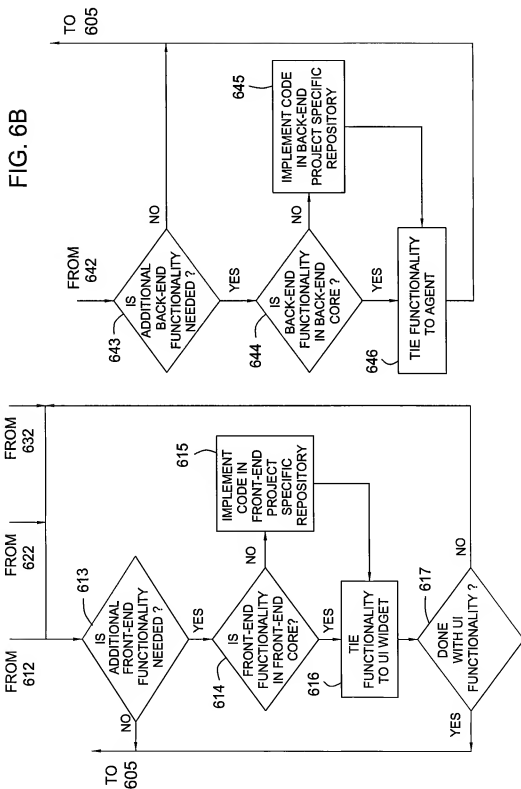 FIG. 6B
FROM
612
FROM
622
FROM
632
613
IS
ADDITIONAL
FRONT-END
FUNCTIONALITY
NEEDED ?
NO
YES
TO
605
614
IS
FRONT-END
FUNCTIONALITY
IN FRONT-END
CORE?
NO
YES
615
IMPLEMENT
CODE IN
FRONT-END
PROJECT
SPECIFIC
REPOSITORY
616
TIE
FUNCTIONALITY
TO UI WIDGET
617
DONE
WITH UI
FUNCTIONALITY ?
YES
NO
FROM
642
643
IS
ADDITIONAL
BACK-END
FUNCTIONALITY
NEEDED ?
NO
YES
TO
605
644
IS
BACK-END
FUNCTIONALITY
IN BACK-END
CORE ?
NO
YES
645
IMPLEMENT CODE
IN BACK-END
PROJECT SPECIFIC
REPOSITORY
646
TIE FUNCTIONALITY
TO AGENT